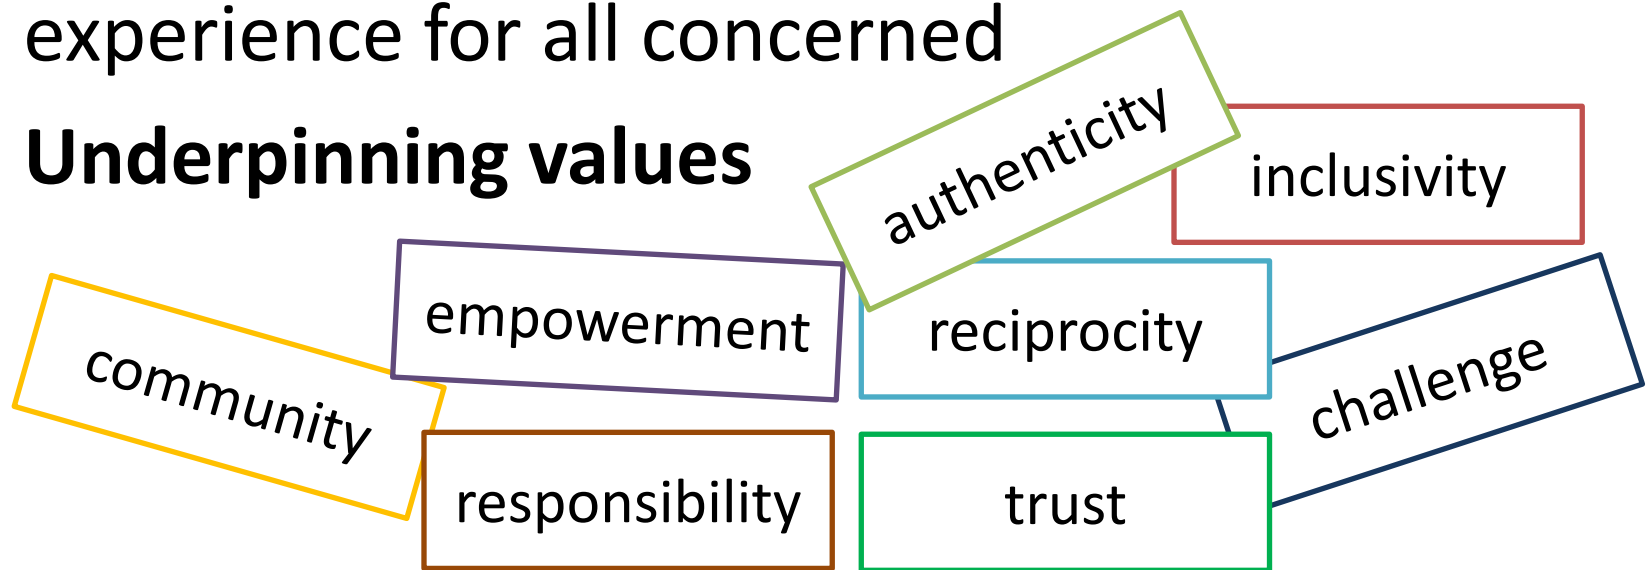 experience for all concerned
Underpinning values
authenticity
inclusivity
empowerment
reciprocity
community
challenge
responsibility
trust